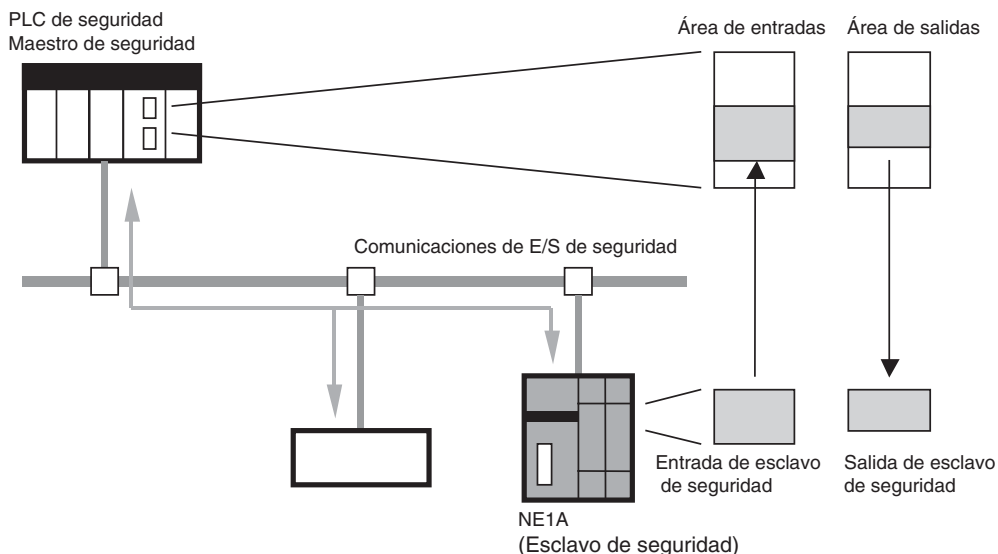 PLC de seguridad
Maestro de seguridad
Área de entradas
Área de salidas
Comunicaciones de E/S de seguridad
Entrada de esclavo
de seguridad
Salida de esclavo
de seguridad
NE1A
(Esclavo de seguridad)